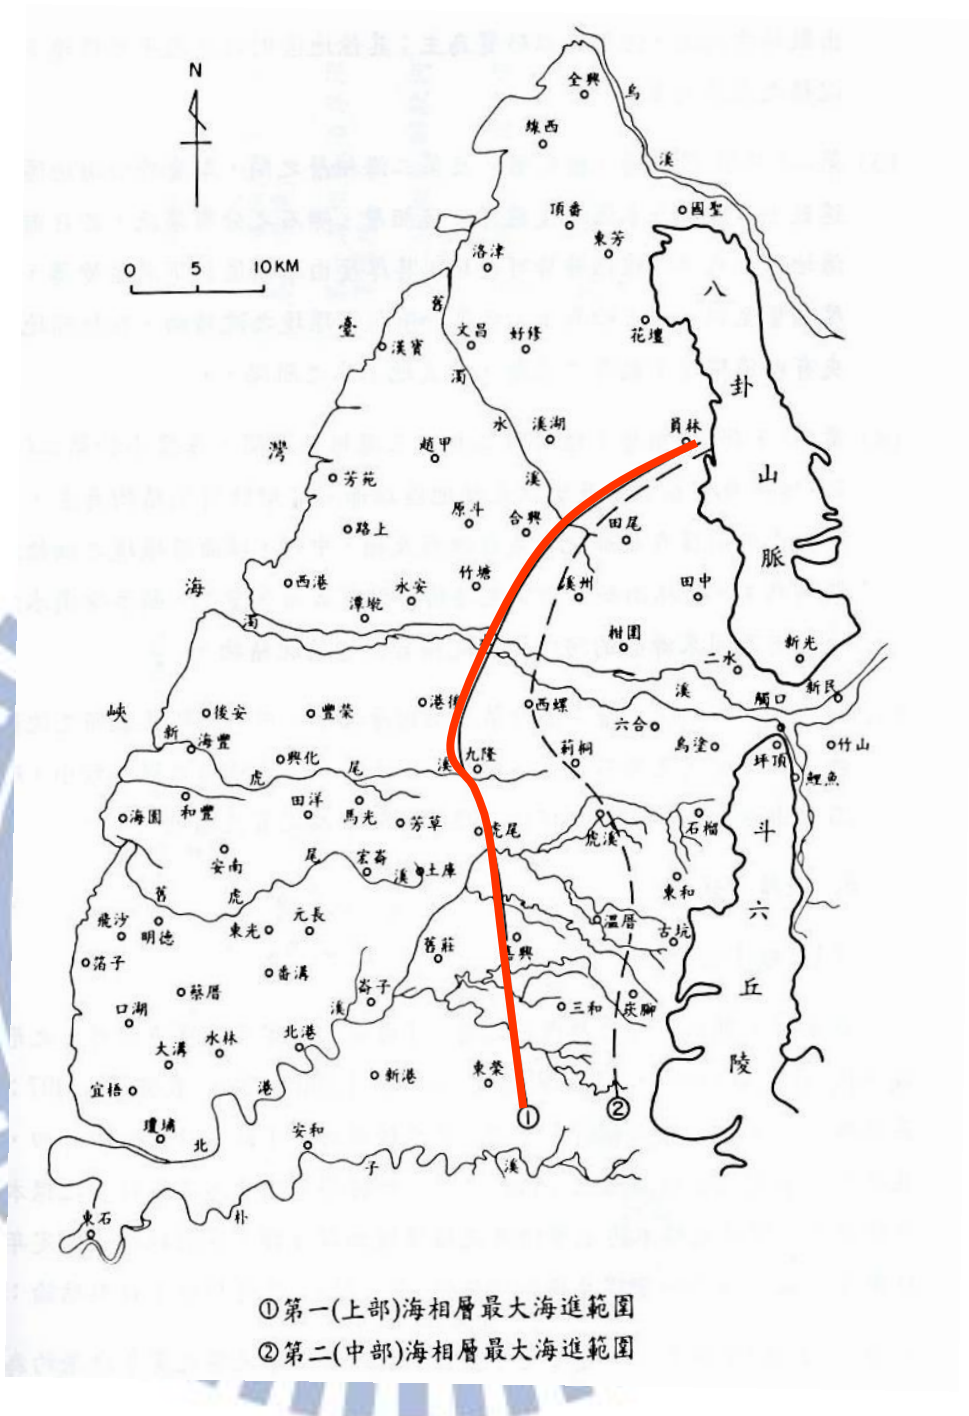 N
0 5 10 KM
全興
烏
線西
溪
國聖
頂番
東芳
洛津
八
舊
臺
漢寶
文昌
好修
花壇
濁
卦
水
溪湖
員林
灣
趙甲
芳苑
溪
山
原斗
合興
路上
田尾
脈
海
西港
永安
竹塘
溪州
田中
潭墘
濁
柑園
二水
新光
新民
溪
觸口
峽
後安
豐榮
港後
西螺
六合
新
海豐
興化
虎
尾
溪
九隆
莿桐
烏塗
坪頂
竹山
鯉魚
和豐
田洋
馬光
海園
芳草
虎尾
虎溪
石榴
斗
安南
尾
宏崙
溪
土庫
東和
虎
舊
飛沙
明德
東光
元長
溫厝
六
古坑
舊莊
嘉興
箔子
番溝
蔡厝
崙子
溪
三和
崁腳
丘
口湖
大溝
水林
北港
新港
東榮
陵
宜梧
港
① ②
瓊埔
北
安和
子
溪
東石
朴
①第一(上部)海相層最大海進範圍
②第二(中部)海相層最大海進範圍